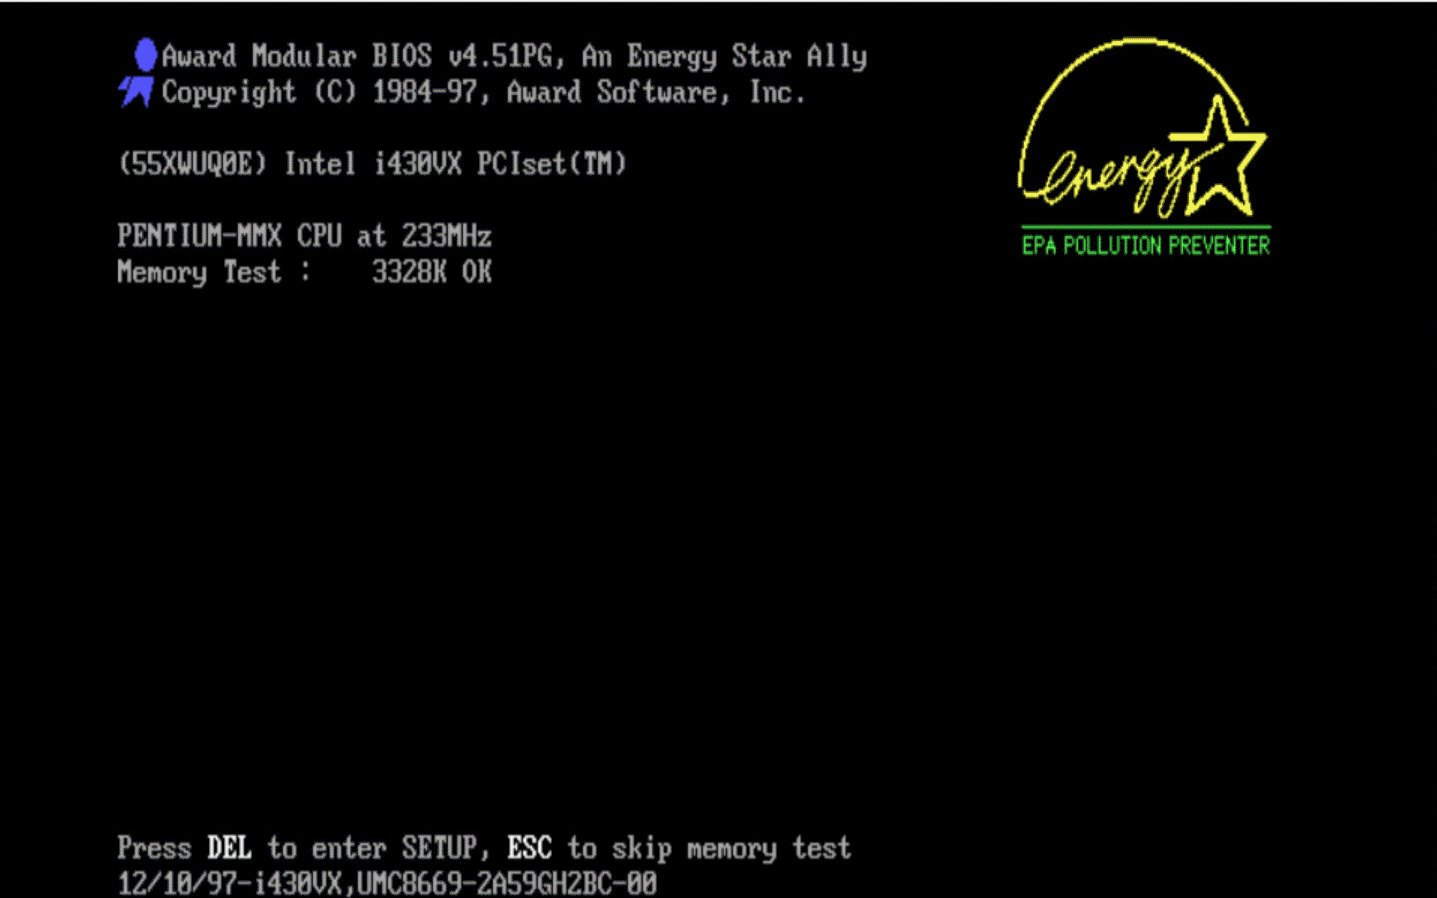 Award Modular BIOS v4.51PG, An Energy Star Ally
Copyright (C) 1984-97, Award Software, Inc.
(55XWUQ0E) Intel i430VX PCIset(TM)
energy
EPA POLLUTION PREVENTER
PENTIUM-MMX CPU at 233MHz
Memory Test :    3328K OK
Press DEL to enter SETUP, ESC to skip memory test
12/10/97-i430VX,UMC8669-2A59GH2BC-00